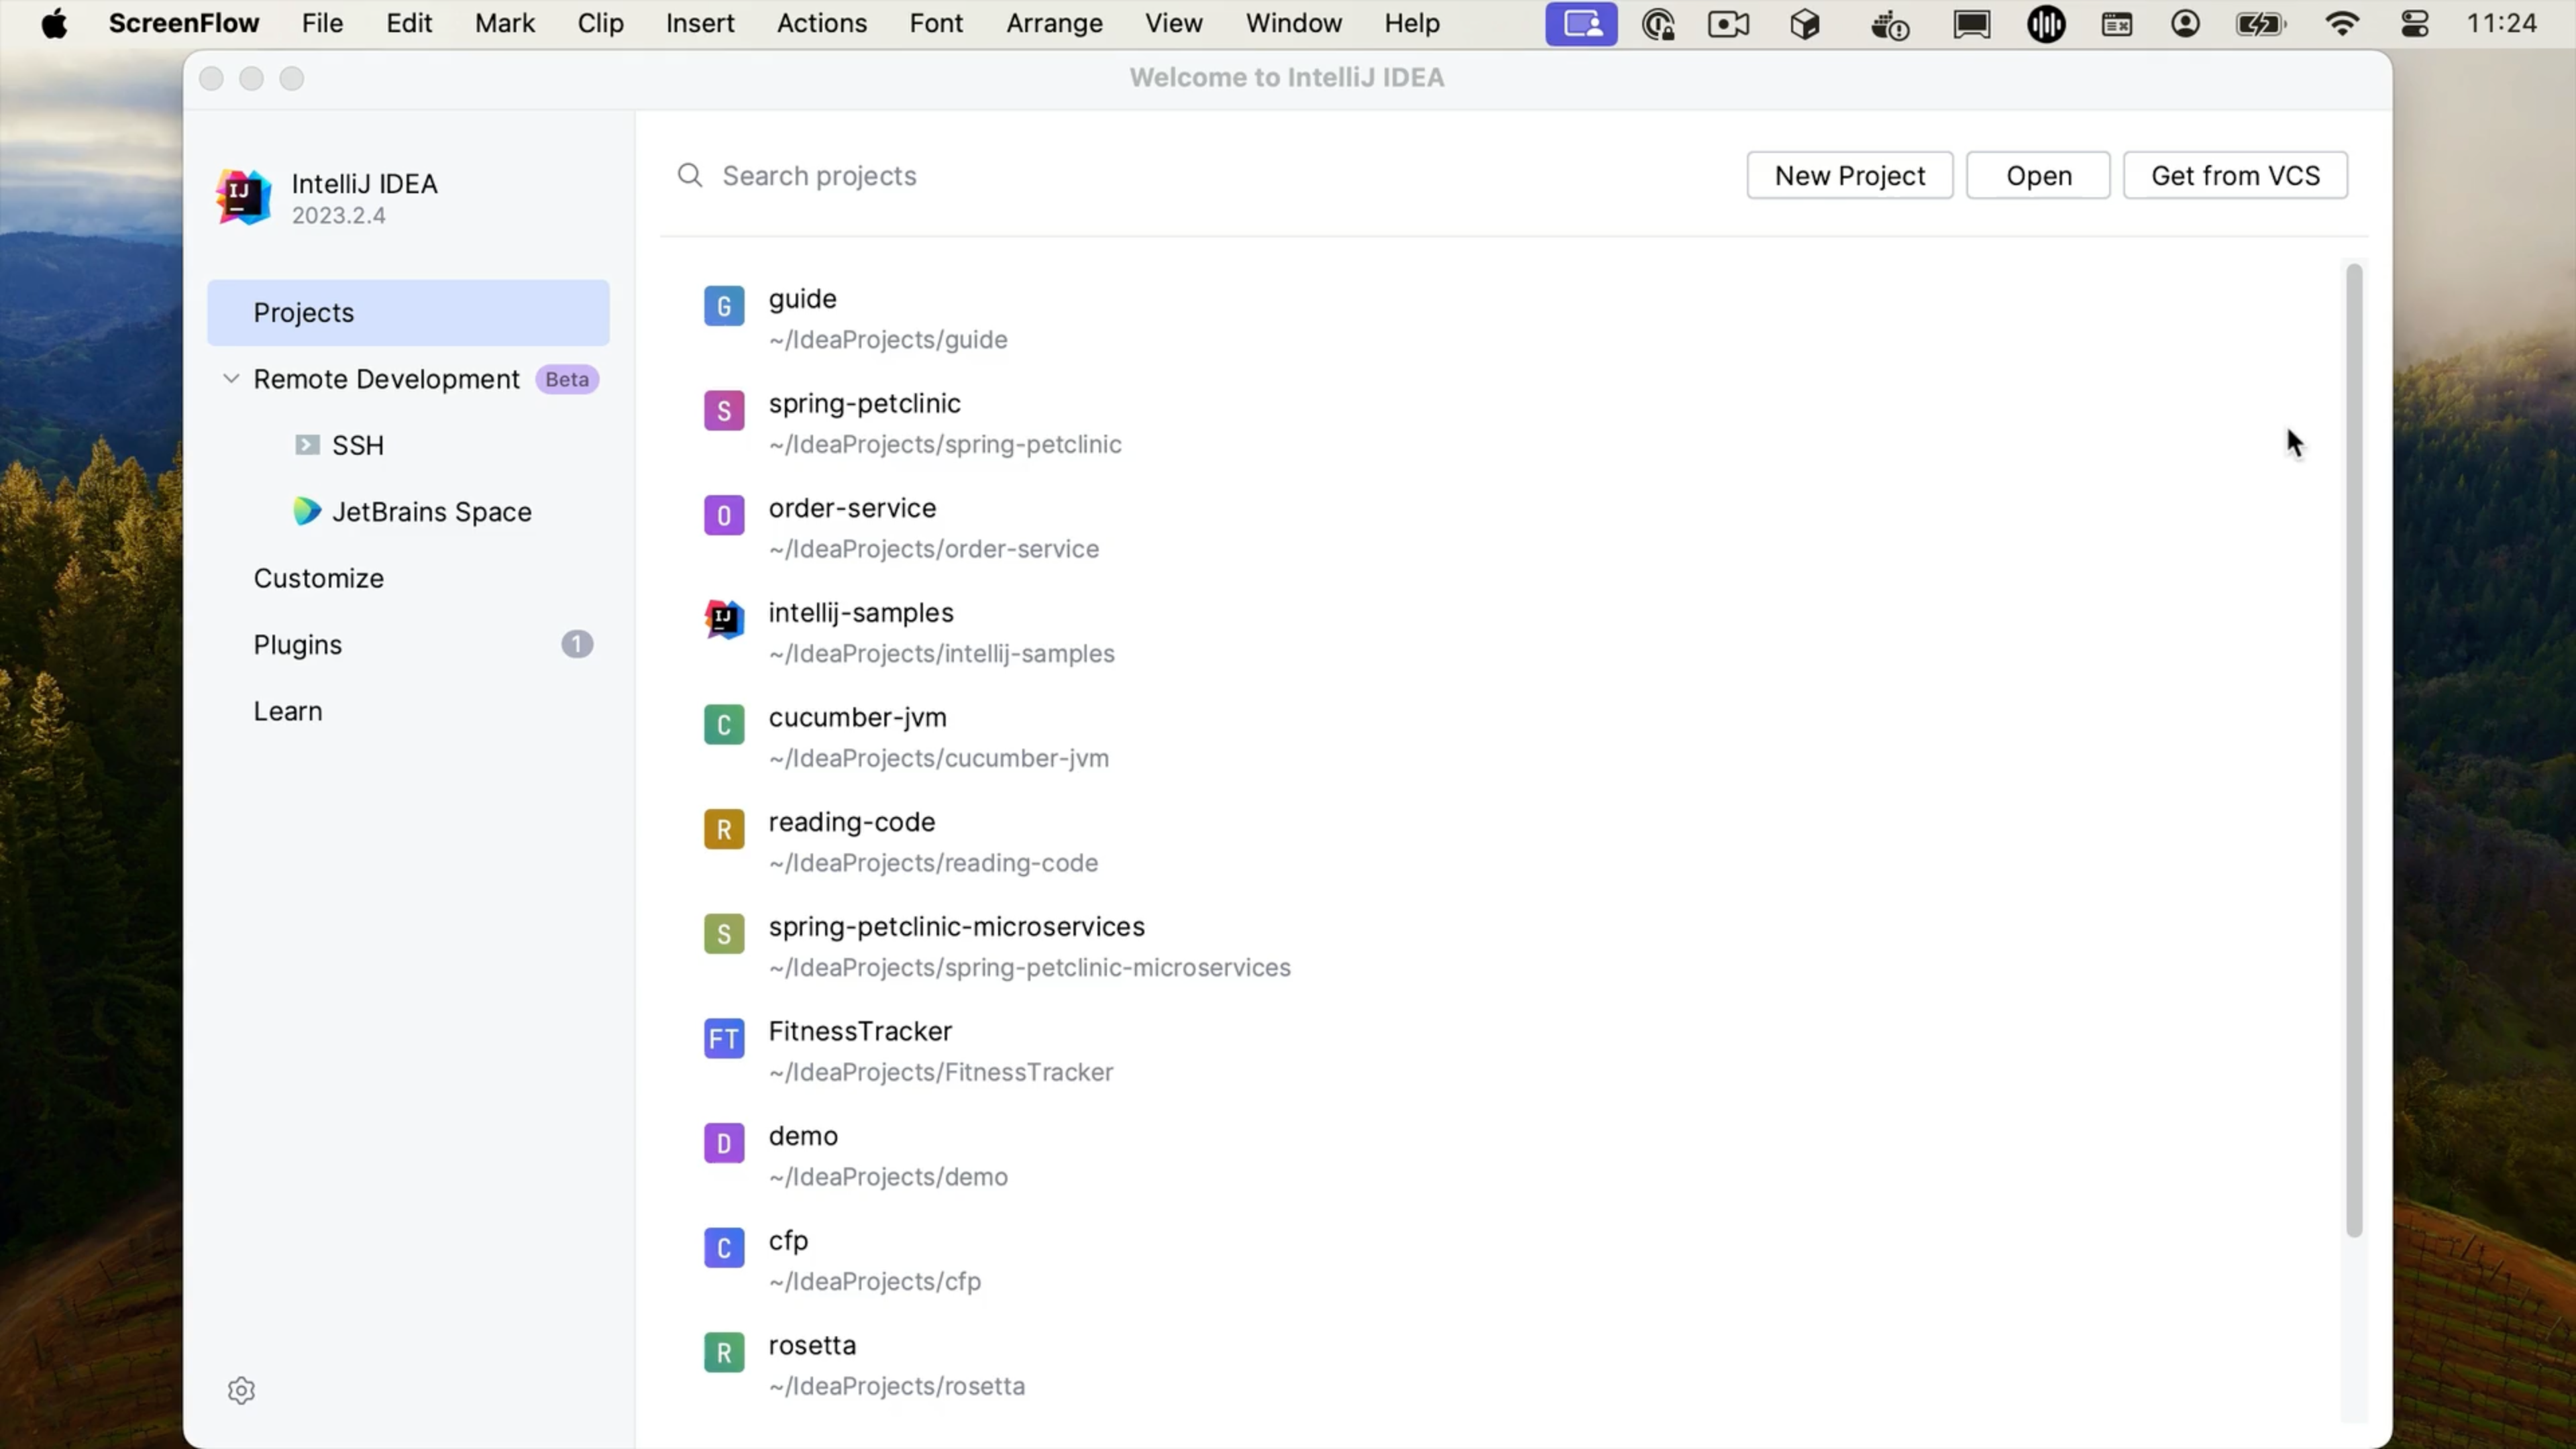 ScreenFlow File Edit Mark Clip Insert Actions Font Arrange View Window Help 11:24
Welcome to IntelliJ IDEA
IntelliJ IDEA
2023.2.4
Search projects
New Project Open Get from VCS
Projects
Remote Development Beta
SSH
JetBrains Space
Customize
Plugins 1
Learn
G guide
~/IdeaProjects/guide
S spring-petclinic
~/IdeaProjects/spring-petclinic
O order-service
~/IdeaProjects/order-service
IJ intellij-samples
~/IdeaProjects/intellij-samples
C cucumber-jvm
~/IdeaProjects/cucumber-jvm
R reading-code
~/IdeaProjects/reading-code
S spring-petclinic-microservices
~/IdeaProjects/spring-petclinic-microservices
FT FitnessTracker
~/IdeaProjects/FitnessTracker
D demo
~/IdeaProjects/demo
C cfp
~/IdeaProjects/cfp
R rosetta
~/IdeaProjects/rosetta